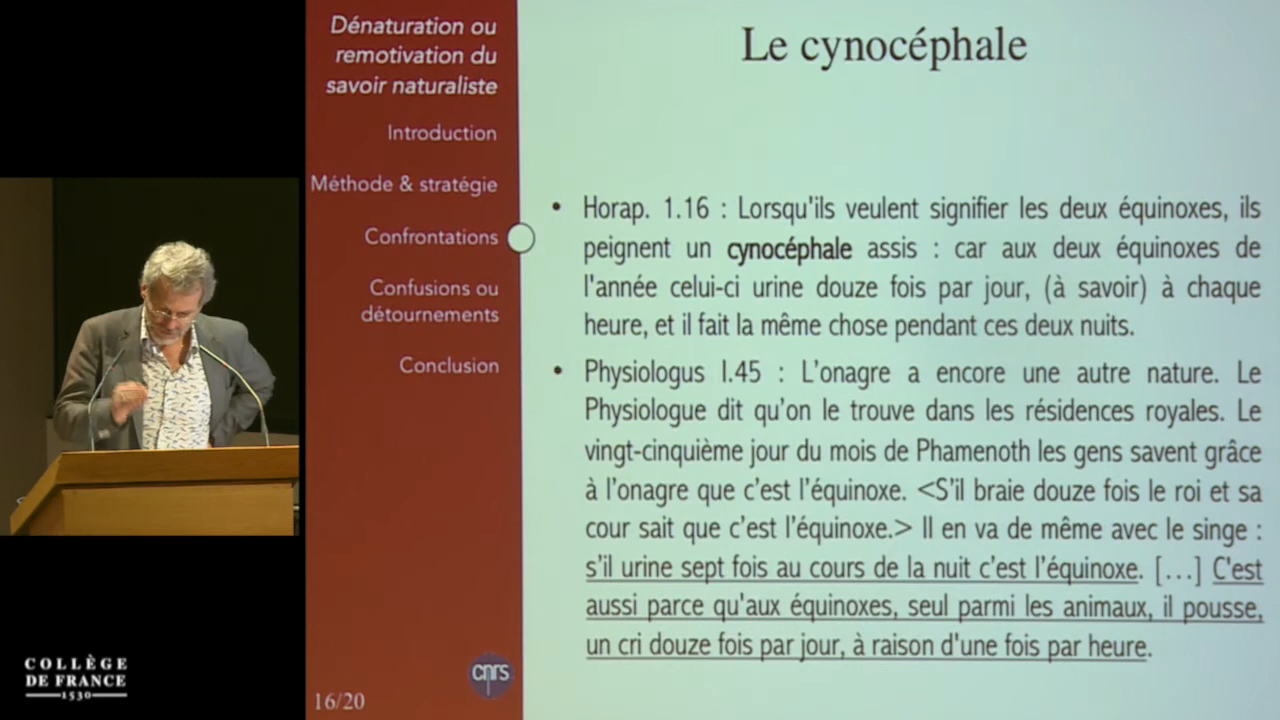 Dénaturation ou
remotivation du
savoir naturaliste
Introduction
Méthode & stratégie
Confrontations
Confusions ou
détournements
Conclusion
16/20
cnrs
Le cynocéphale
• Horap. 1.16 : Lorsqu'ils veulent signifier les deux équinoxes, ils
peignent un cynocéphale assis : car aux deux équinoxes de
l'année celui-ci urine douze fois par jour, (à savoir) à chaque
heure, et il fait la même chose pendant ces deux nuits.
• Physiologus I.45 : L'onagre a encore une autre nature. Le
Physiologue dit qu'on le trouve dans les résidences royales. Le
vingt-cinquième jour du mois de Phamenoth les gens savent grâce
à l'onagre que c'est l'équinoxe. <S'il braie douze fois le roi et sa
cour sait que c'est l'équinoxe.> Il en va de même avec le singe :
s'il urine sept fois au cours de la nuit c'est l'équinoxe. […] C'est
aussi parce qu'aux équinoxes, seul parmi les animaux, il pousse,
un cri douze fois par jour, à raison d'une fois par heure.
COLLÈGE
DE FRANCE
1530